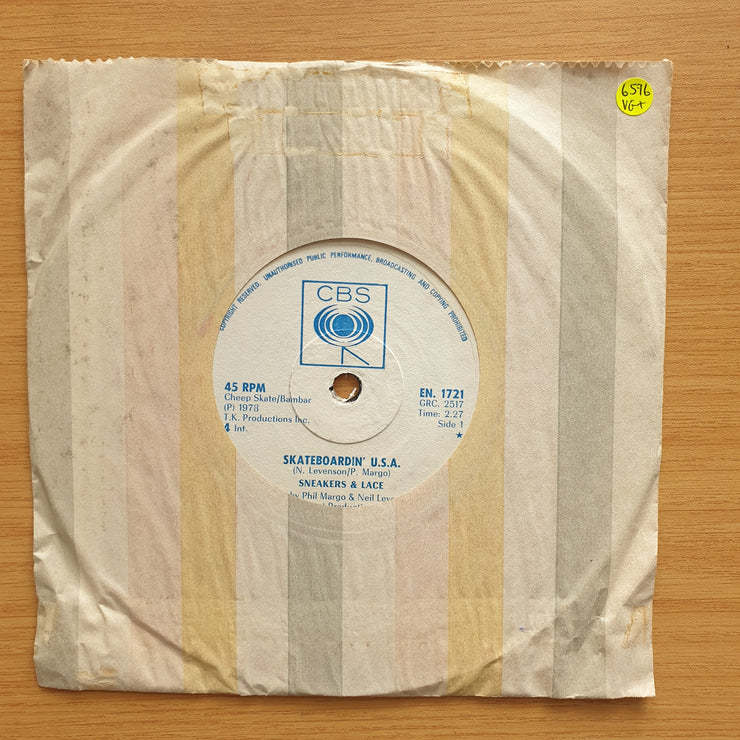 6596
VG+
COPYRIGHT RESERVED, UNAUTHORISED PUBLIC PERFORMANCE, BROADCASTING AND COPYING PROHIBITED
CBS
45 RPM
Cheep Skate/Bambar
(P) 1978
T.K. Productions Inc.
4 Int.
EN. 1721
GRC. 2517
Time: 2.27
Side 1
★
SKATEBOARDIN' U.S.A.
(N. Levenson/P. Margo)
SNEAKERS & LACE
by Phil Margo & Neil Leve